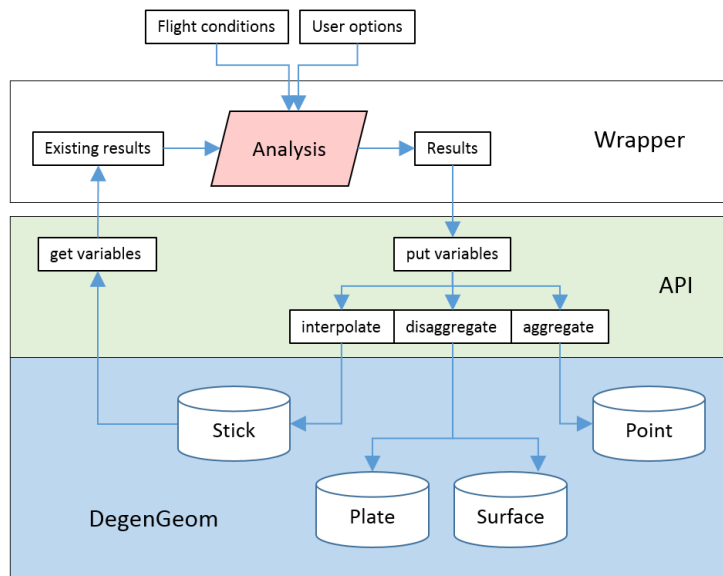 Flight conditions
User options
Existing results
Analysis
Results
Wrapper
get variables
put variables
API
interpolate
disaggregate
aggregate
Stick
Point
Plate
Surface
DegenGeom